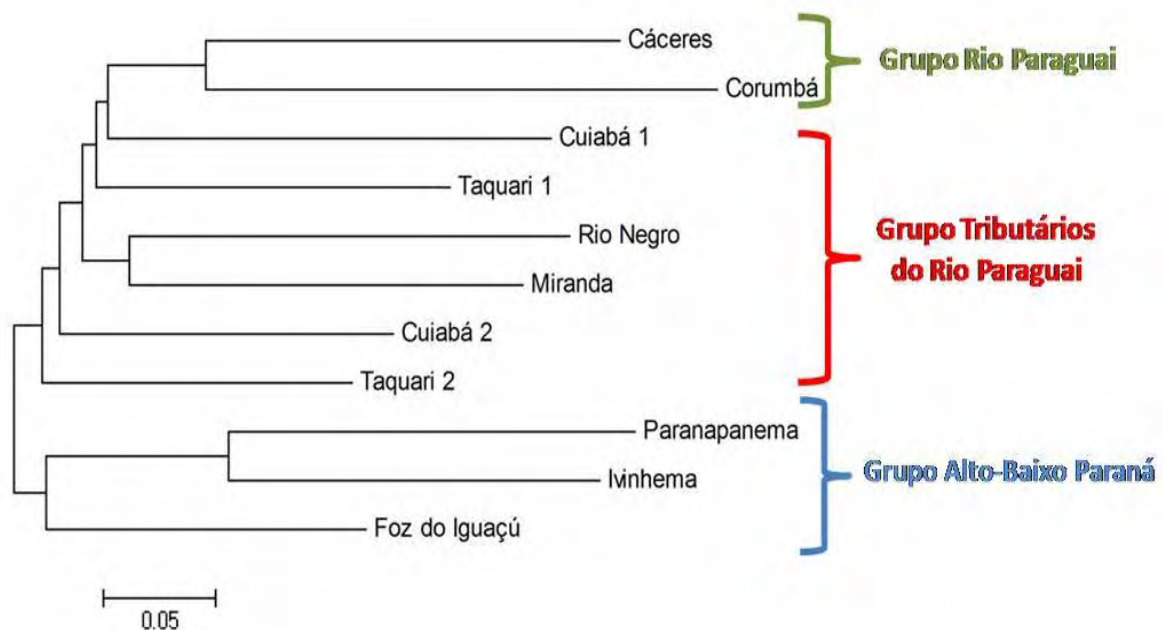 Cáceres
Corumbá
Grupo Rio Paraguai
Cuiabá 1
Taquari 1
Rio Negro
Miranda
Cuiabá 2
Taquari 2
Grupo Tributários
do Rio Paraguai
Paranapanema
Ivinhema
Foz do Iguaçú
Grupo Alto-Baixo Paraná
0.05